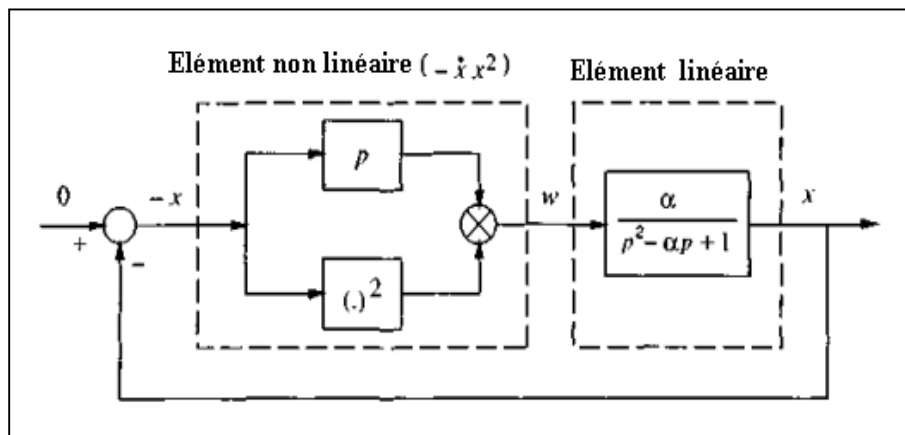 Elément non linéaire (-ẋ x²)
Elément linéaire
p
0
+
-
-x
w
α
p² - αp + 1
x
(.)²